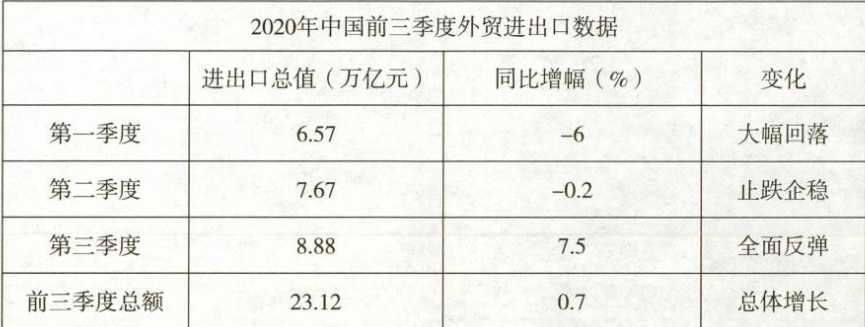 2020年中国前三季度外贸进出口数据
进出口总值（万亿元） 同比增幅（%） 变化
第一季度 6.57 –6 大幅回落
第二季度 7.67 –0.2 止跌企稳
第三季度 8.88 7.5 全面反弹
前三季度总额 23.12 0.7 总体增长